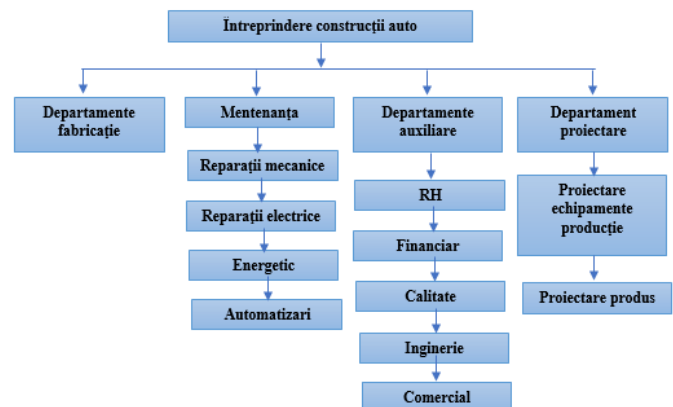 Întreprindere construcții auto
Departamente
fabricație
Mentenanța
Departamente
auxiliare
Departament
proiectare
Reparații mecanice
Reparații electrice
Energetic
Automatizari
RH
Financiar
Calitate
Inginerie
Comercial
Proiectare
echipamente
producție
Proiectare produs